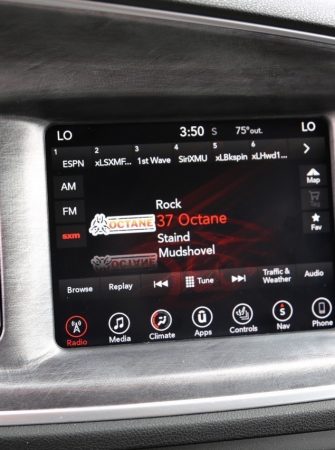 LO 3:50 S 75°out. LO
1 2 3 4 5 6
ESPN xLSXMF... 1st Wave SiriXMU xLBkspin xLHwd1...
AM
FM
sxm
Map
Fav
OCTANE
Rock
37 Octane
Staind
Mudshovel
Browse Replay Tune Traffic & Weather Audio
Radio Media Climate Apps Controls Nav Phone